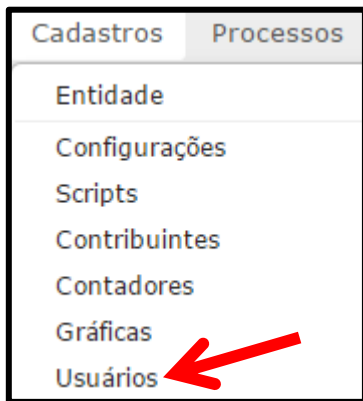 Cadastros Processos
Entidade
Configurações
Scripts
Contribuintes
Contadores
Gráficas
Usuários